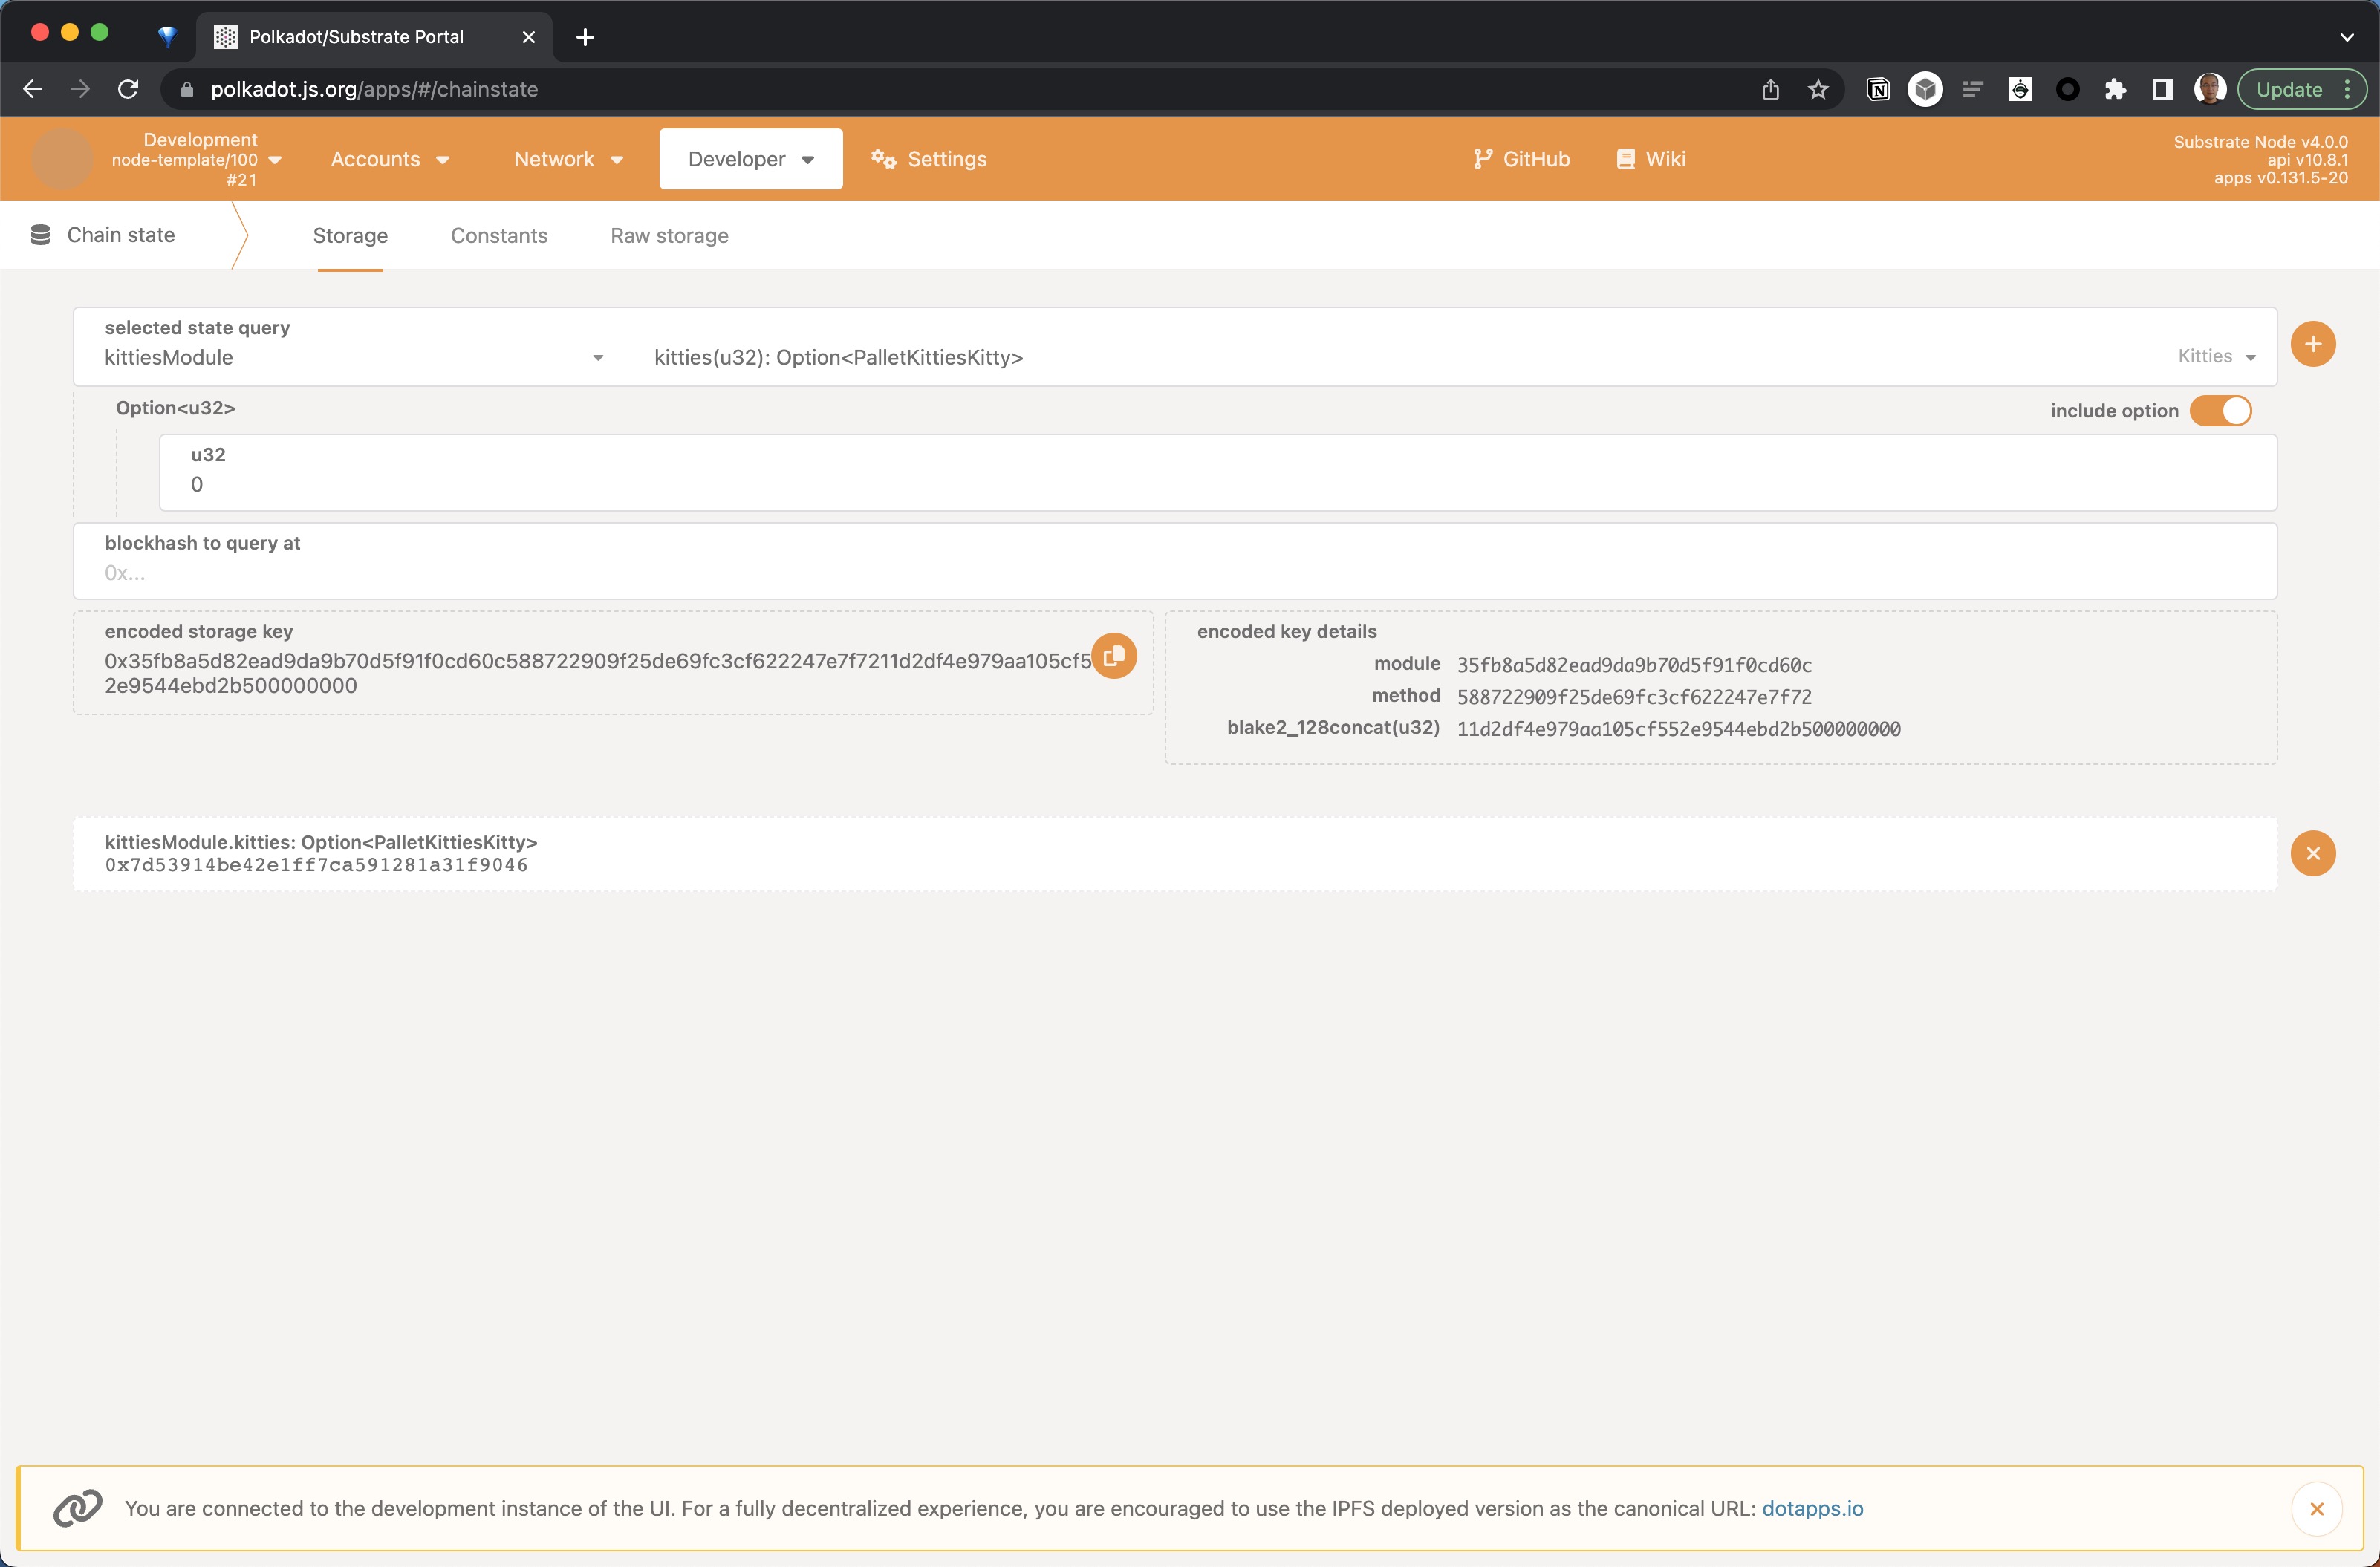 Polkadot/Substrate Portal
polkadot.js.org/apps/#/chainstate
Update
Development
node-template/100
#21
Accounts
Network
Developer
Settings
GitHub
Wiki
Substrate Node v4.0.0
api v10.8.1
apps v0.131.5-20
Chain state
Storage
Constants
Raw storage
selected state query
kittiesModule
kitties(u32): Option<PalletKittiesKitty>
Kitties
Option<u32>
include option
u32
0
blockhash to query at
0x...
encoded storage key
0x35fb8a5d82ead9da9b70d5f91f0cd60c588722909f25de69fc3cf622247e7f7211d2df4e979aa105cf5
2e9544ebd2b500000000
encoded key details
module 35fb8a5d82ead9da9b70d5f91f0cd60c
method 588722909f25de69fc3cf622247e7f72
blake2_128concat(u32) 11d2df4e979aa105cf552e9544ebd2b500000000
kittiesModule.kitties: Option<PalletKittiesKitty>
0x7d53914be42e1ff7ca591281a31f9046
You are connected to the development instance of the UI. For a fully decentralized experience, you are encouraged to use the IPFS deployed version as the canonical URL: dotapps.io